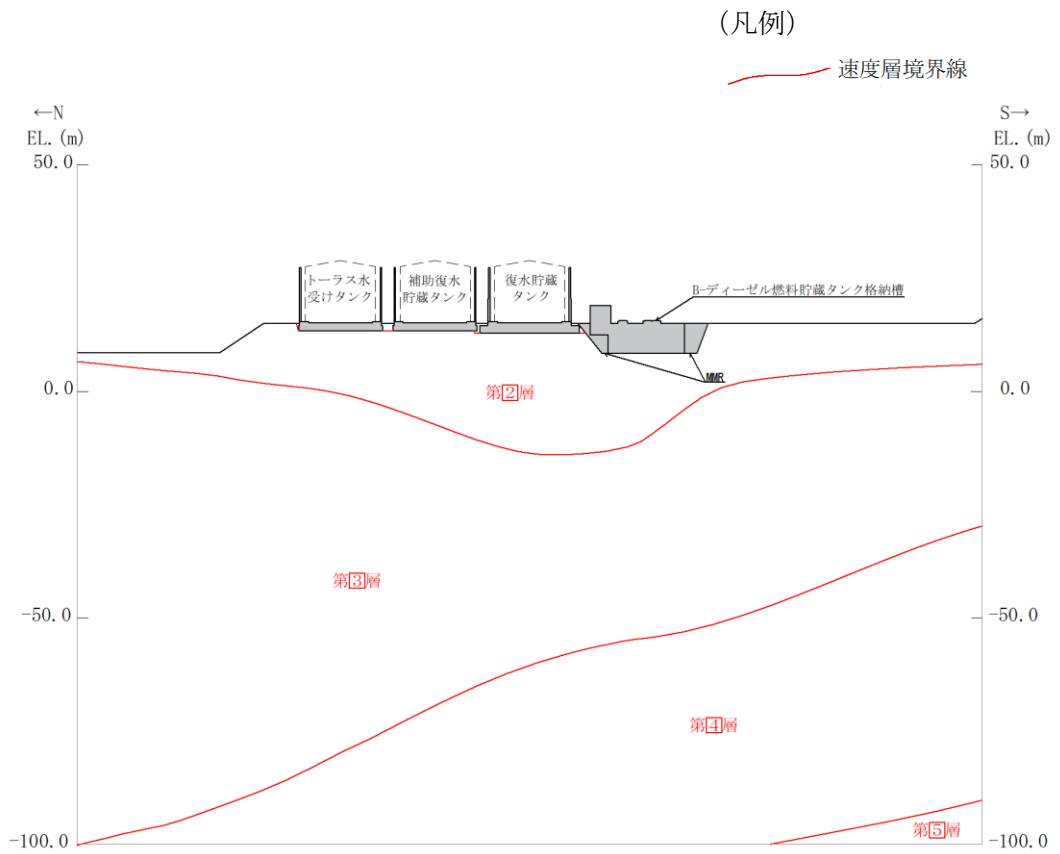 (凡例)
速度層境界線
←N
EL.(m)
S→
EL.(m)
50.0
50.0
トーラス水
受けタンク
補助復水
貯蔵タンク
復水貯蔵
タンク
B-ディーゼル燃料貯蔵タンク格納槽
MMR
0.0
0.0
第②層
第③層
-50.0
-50.0
第④層
第⑤層
-100.0
-100.0